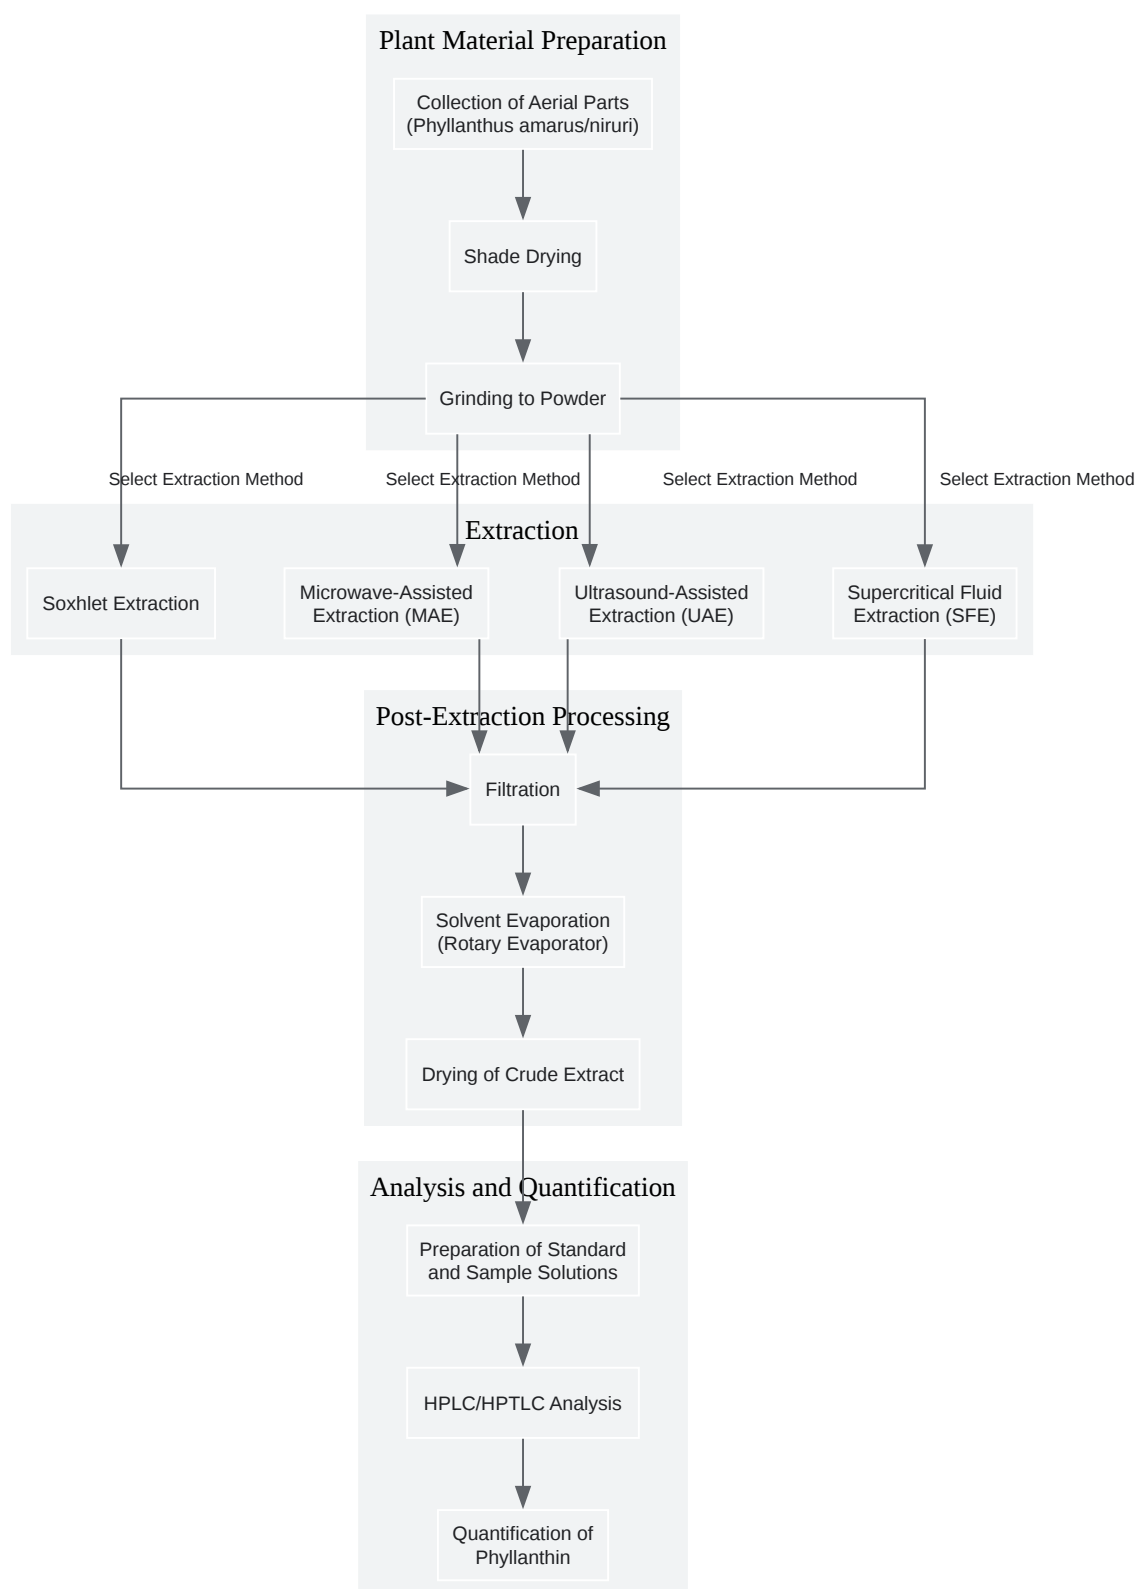 Plant Material Preparation
Collection of Aerial Parts
(Phyllanthus amarus/niruri)
Shade Drying
Grinding to Powder
Select Extraction Method
Select Extraction Method
Select Extraction Method
Select Extraction Method
Extraction
Soxhlet Extraction
Microwave-Assisted
Extraction (MAE)
Ultrasound-Assisted
Extraction (UAE)
Supercritical Fluid
Extraction (SFE)
Post-Extraction Processing
Filtration
Solvent Evaporation
(Rotary Evaporator)
Drying of Crude Extract
Analysis and Quantification
Preparation of Standard
and Sample Solutions
HPLC/HPTLC Analysis
Quantification of
Phyllanthin